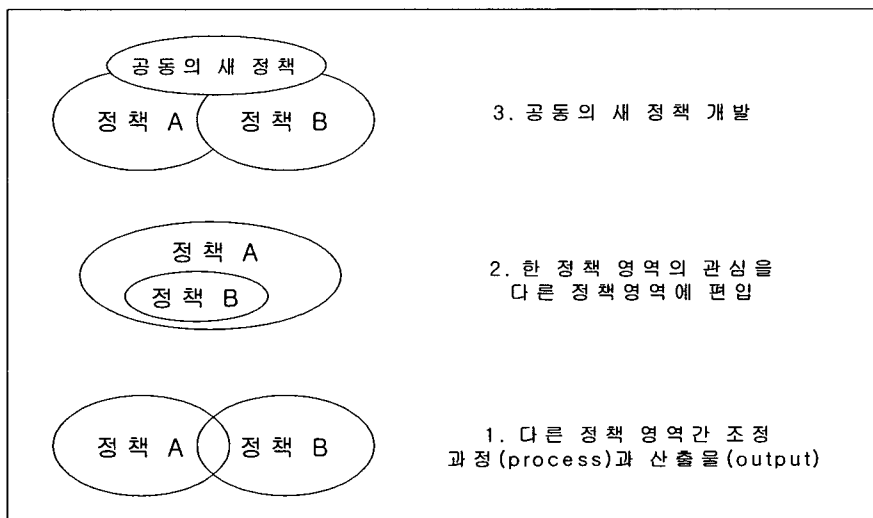 공동의 새 정책
정책 A 정책 B
3. 공동의 새 정책 개발
정책 A
정책 B
2. 한 정책 영역의 관심을
다른 정책영역에 편입
정책 A 정책 B
1. 다른 정책 영역간 조정
과정(process)과 산출물(output)